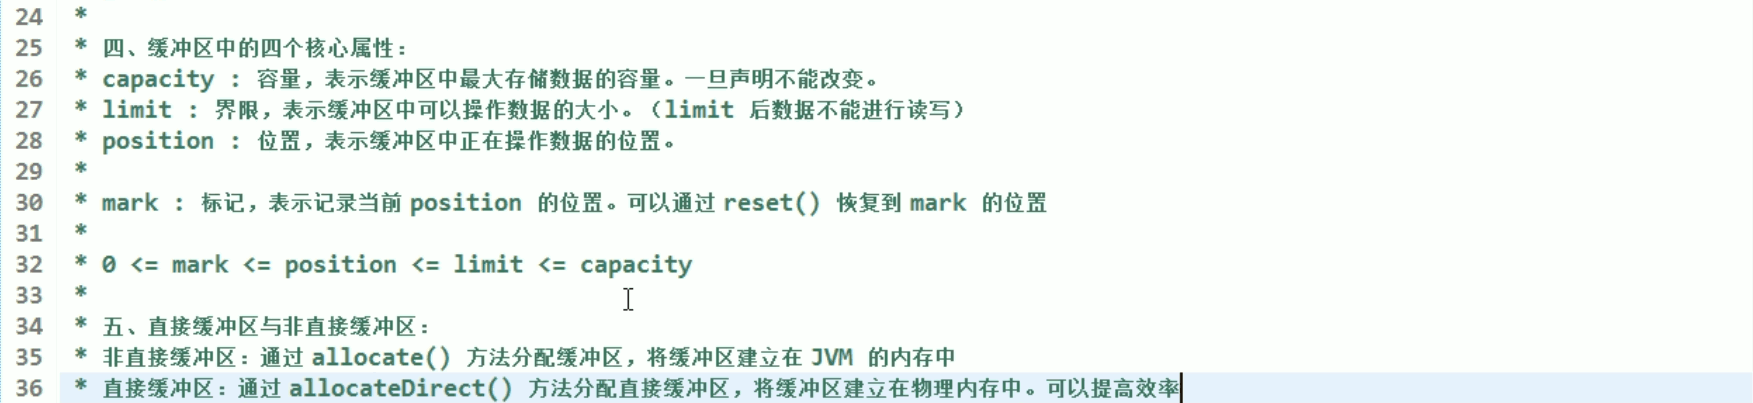 24 *
25 * 四、缓冲区中的四个核心属性：
26 * capacity : 容量，表示缓冲区中最大存储数据的容量。一旦声明不能改变。
27 * limit : 界限，表示缓冲区中可以操作数据的大小。（limit 后数据不能进行读写）
28 * position : 位置，表示缓冲区中正在操作数据的位置。
29 *
30 * mark : 标记，表示记录当前 position 的位置。可以通过 reset() 恢复到 mark 的位置
31 *
32 * 0 <= mark <= position <= limit <= capacity
33 *
34 * 五、直接缓冲区与非直接缓冲区：
35 * 非直接缓冲区：通过 allocate() 方法分配缓冲区，将缓冲区建立在 JVM 的内存中
36 * 直接缓冲区：通过 allocateDirect() 方法分配直接缓冲区，将缓冲区建立在物理内存中。可以提高效率